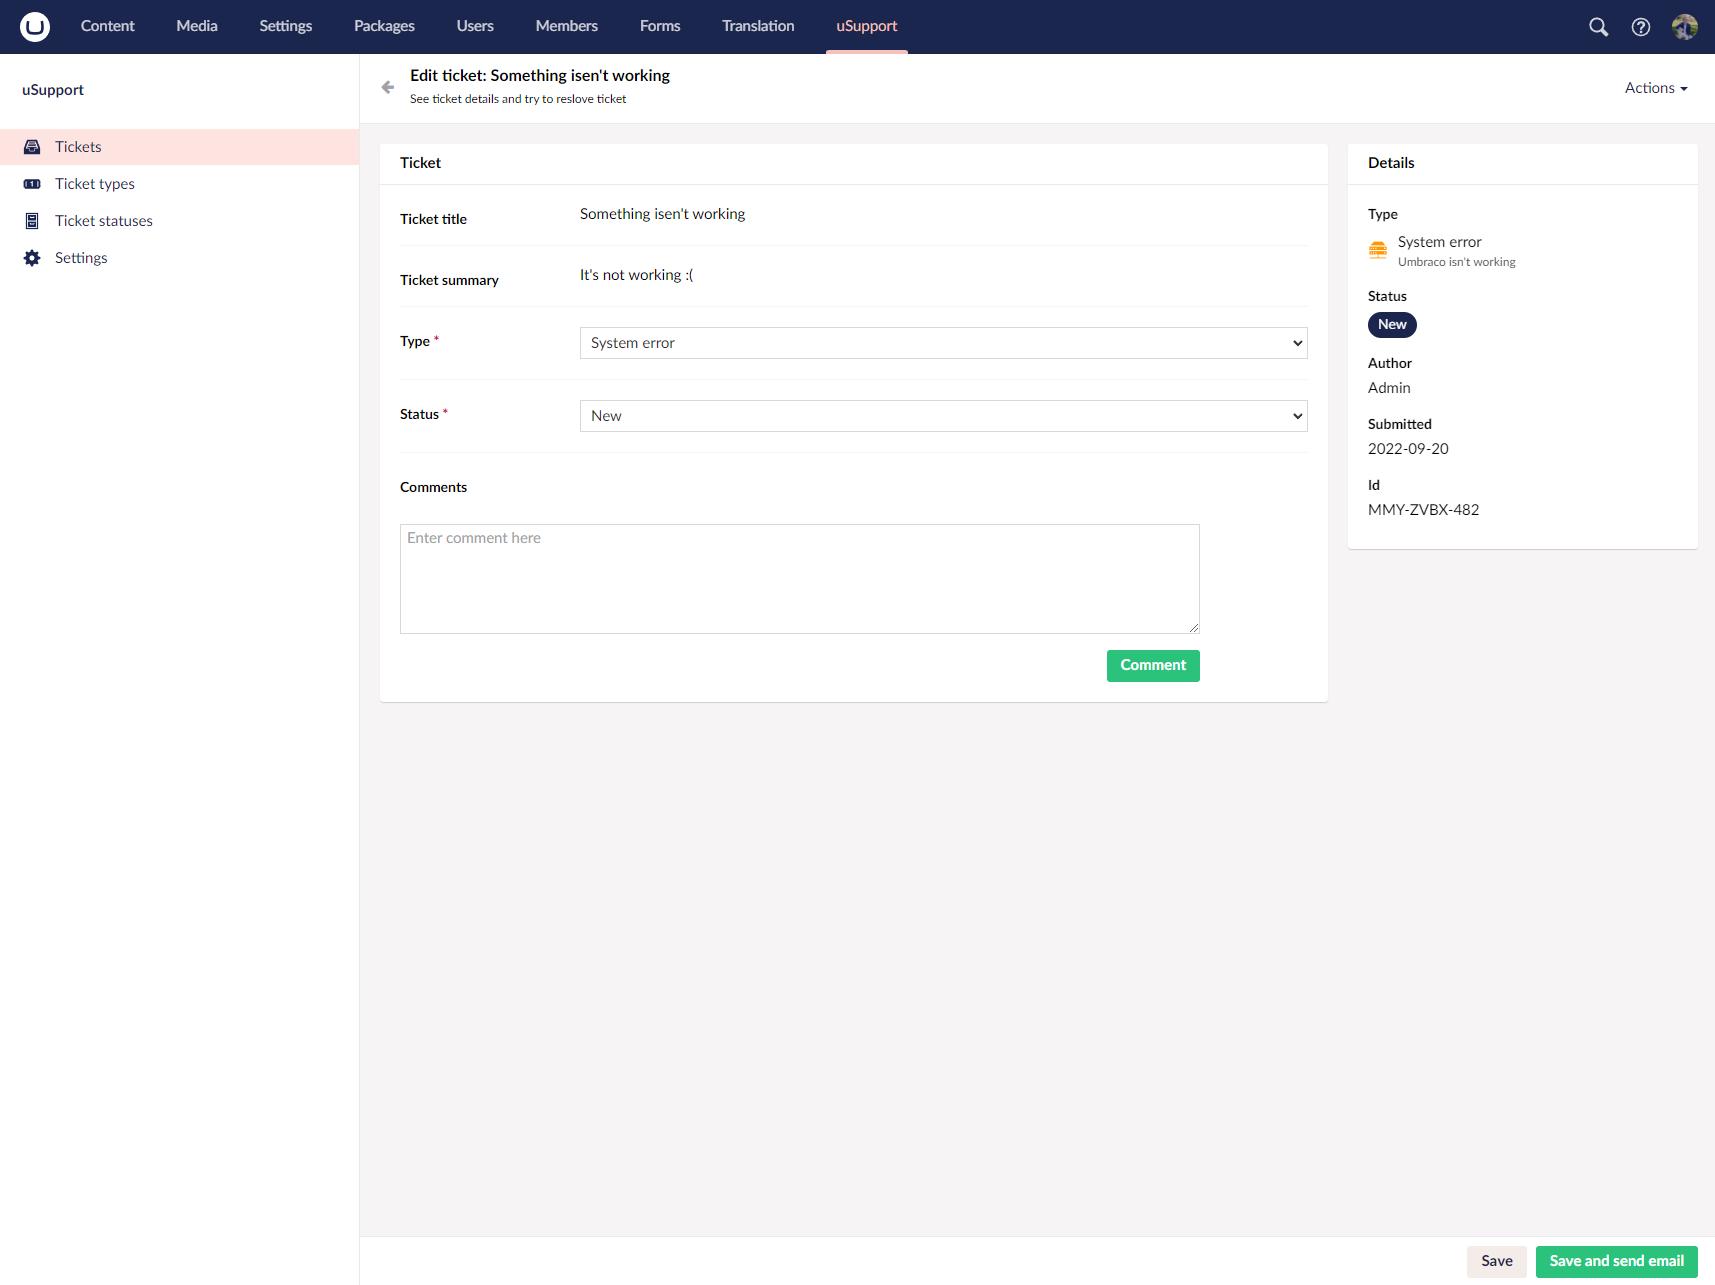 Content Media Settings Packages Users Members Forms Translation uSupport
uSupport
Tickets
Ticket types
Ticket statuses
Settings
Edit ticket: Something isen't working
See ticket details and try to reslove ticket
Actions
Ticket
Ticket title
Something isen't working
Ticket summary
It's not working :(
Type *
System error
Status *
New
Comments
Enter comment here
Comment
Details
Type
System error
Umbraco isn't working
Status
New
Author
Admin
Submitted
2022-09-20
Id
MMY-ZVBX-482
Save
Save and send email